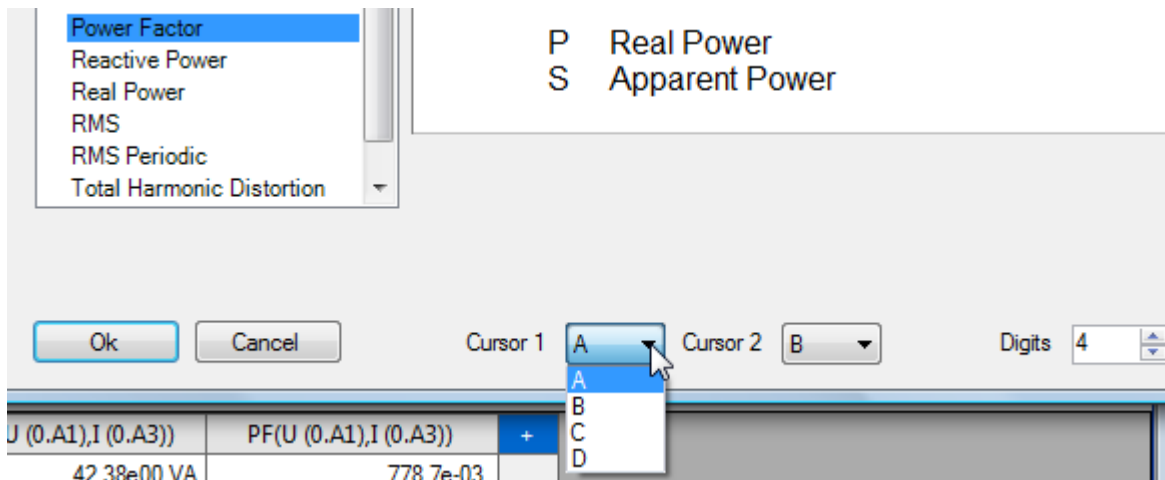 Power Factor
Reactive Power
Real Power
RMS
RMS Periodic
Total Harmonic Distortion
P Real Power
S Apparent Power
Ok Cancel Cursor 1 A Cursor 2 B Digits 4
A
B
C
D
U (0.A1),I (0.A3)) PF(U (0.A1),I (0.A3)) +
42.38e00 VA 778.7e-03